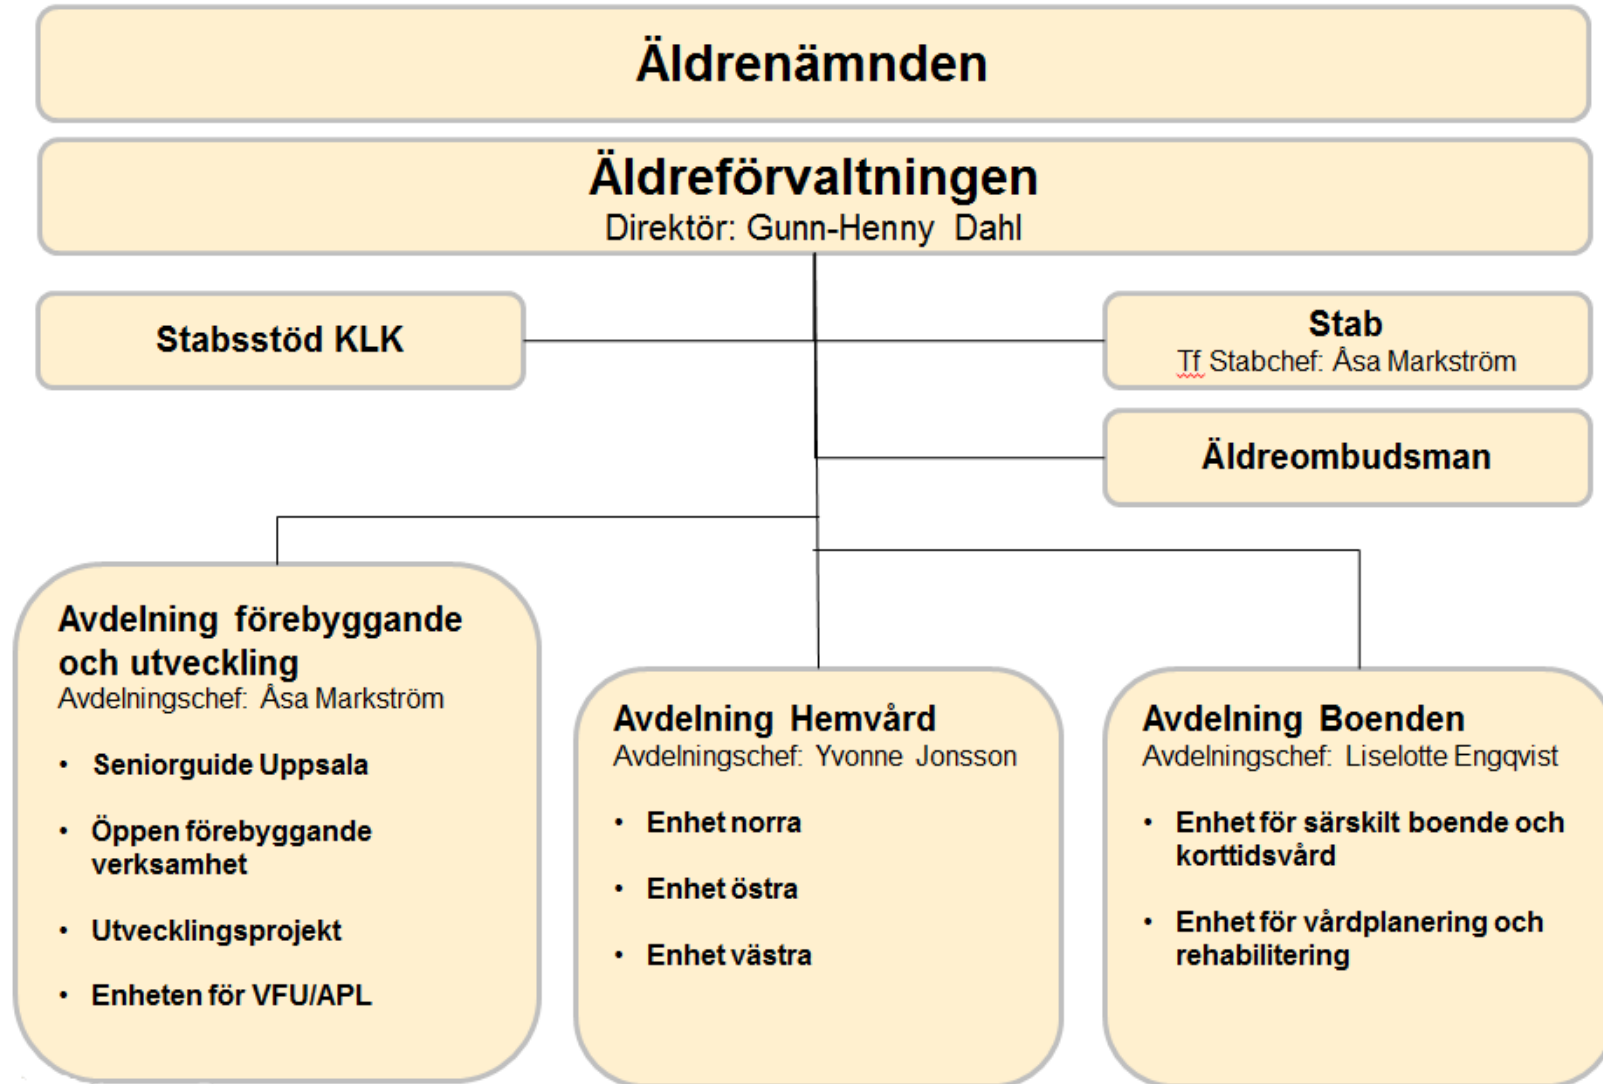 Äldrenämnden
Äldreförvaltningen
Direktör: Gunn-Henny Dahl
Stabsstöd KLK
Stab
Tf Stabchef: Åsa Markström
Äldreombudsman
Avdelning förebyggande
och utveckling
Avdelningschef: Åsa Markström
• Seniorguide Uppsala
• Öppen förebyggande
verksamhet
• Utvecklingsprojekt
• Enheten för VFU/APL
Avdelning Hemvård
Avdelningschef: Yvonne Jonsson
• Enhet norra
• Enhet östra
• Enhet västra
Avdelning Boenden
Avdelningschef: Liselotte Engqvist
• Enhet för särskilt boende och
korttidsvård
• Enhet för vårdplanering och
rehabilitering